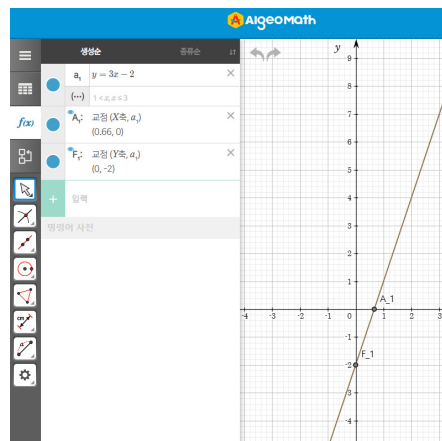 AlgeoMath
생성순 종류순
a₁ y = 3x − 2
(···) 1 < x, x ≤ 3
A₁: 교점 (X축, a₁)
(0.66, 0)
F₁: 교점 (Y축, a₁)
(0, -2)
+ 입력
명령어 사전
f(x)
cm
a
y
9
8
7
6
5
4
3
2
1
-4 -3 -2 -1 0 1 2 3
A_1
-1
F_1
-2
-3
-4